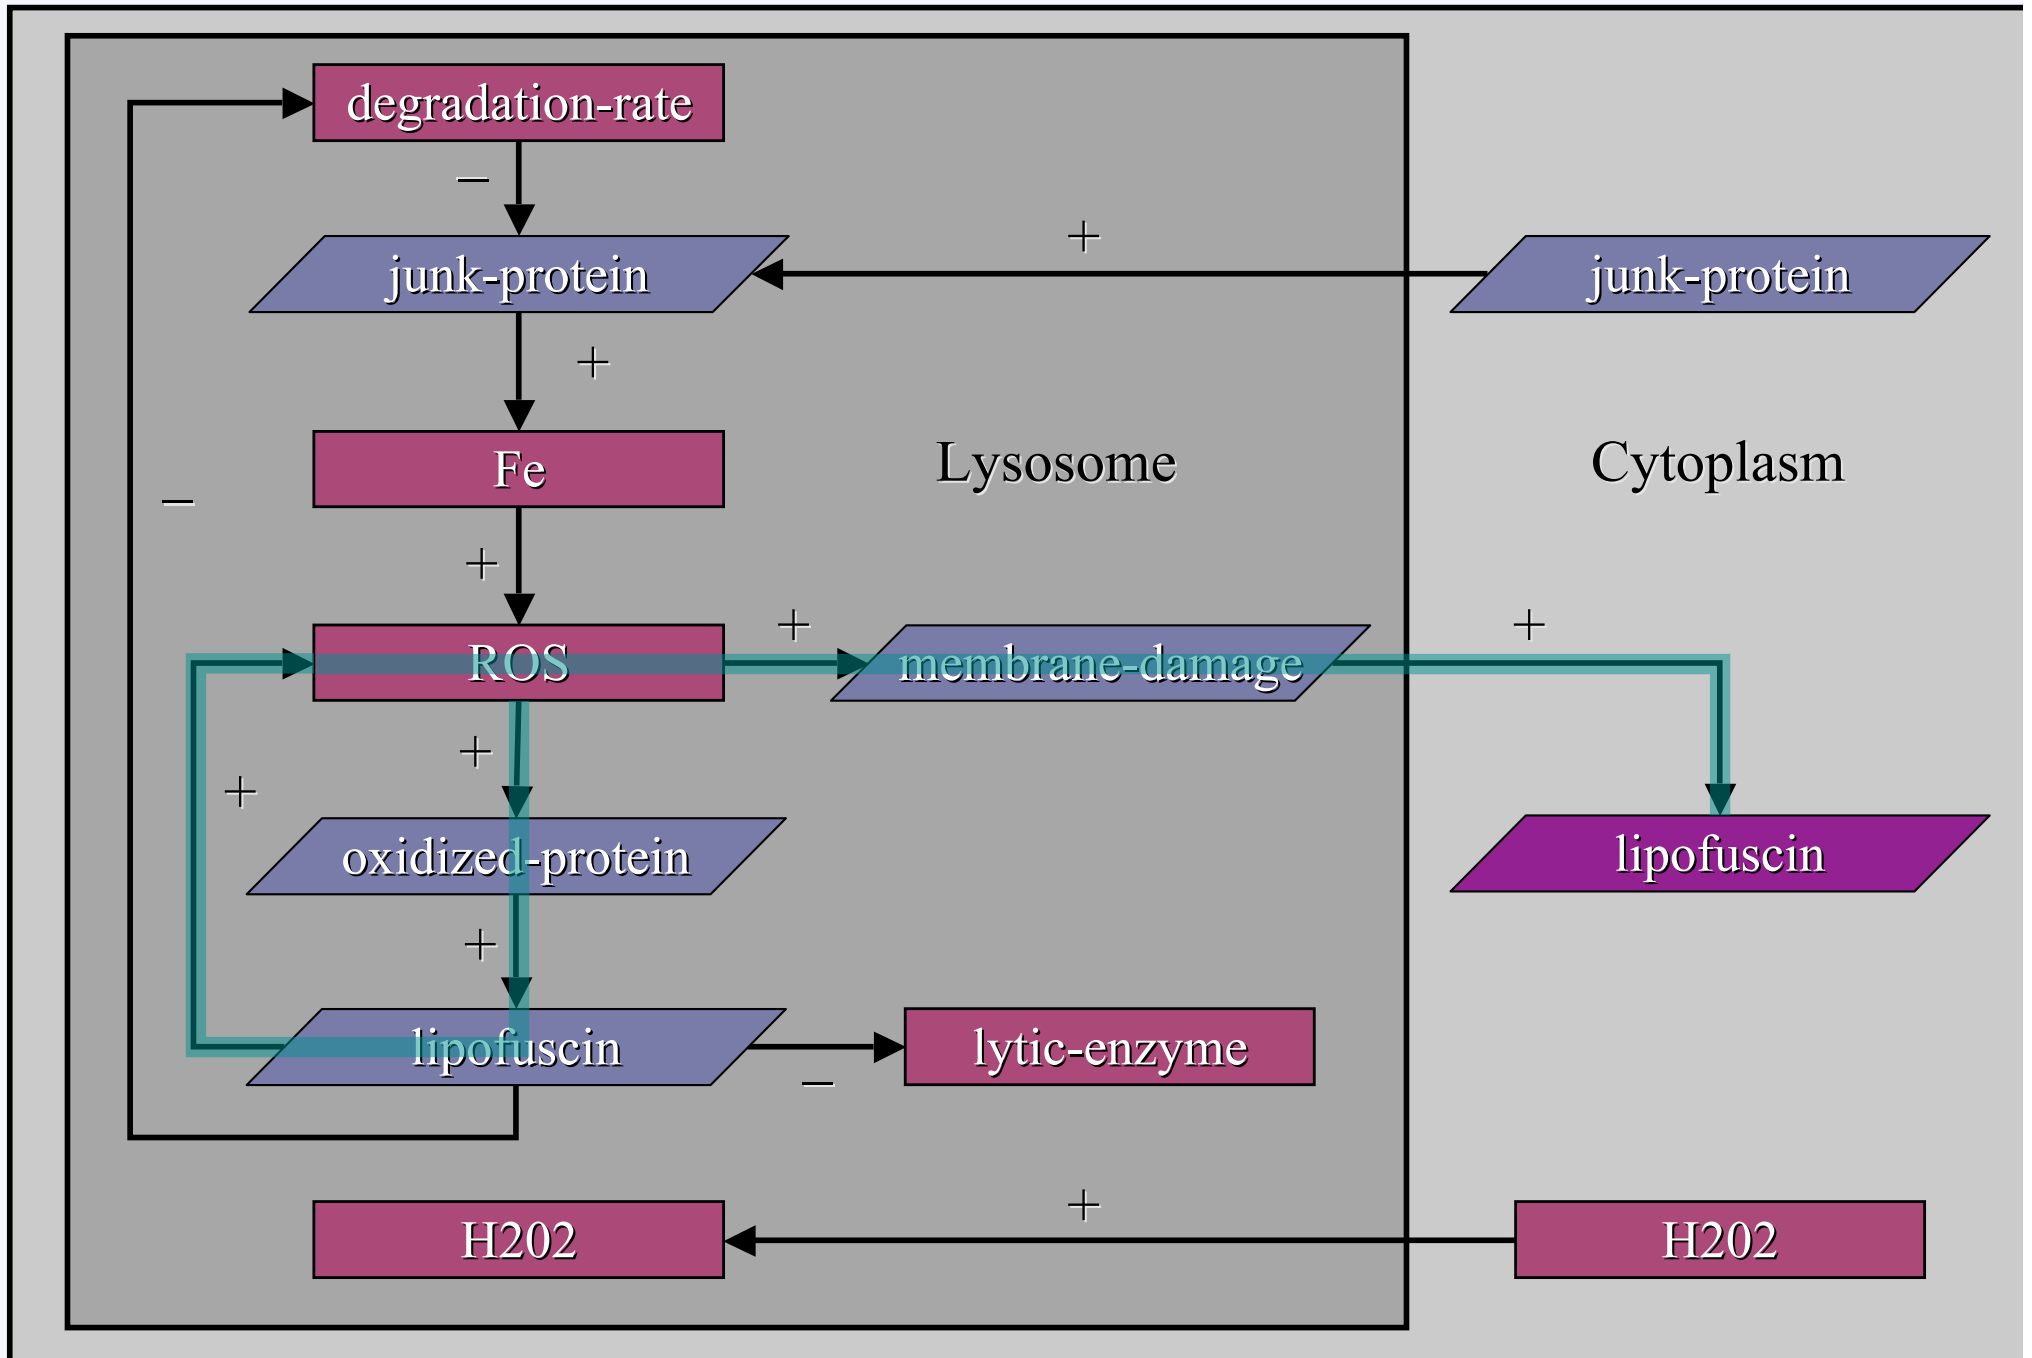 degradation-rate
–
+
junk-protein
junk-protein
+
Fe
Lysosome
Cytoplasm
–
+
+
+
ROS
membrane-damage
+
+
oxidized-protein
lipofuscin
+
lipofuscin
lytic-enzyme
–
+
H202
H202